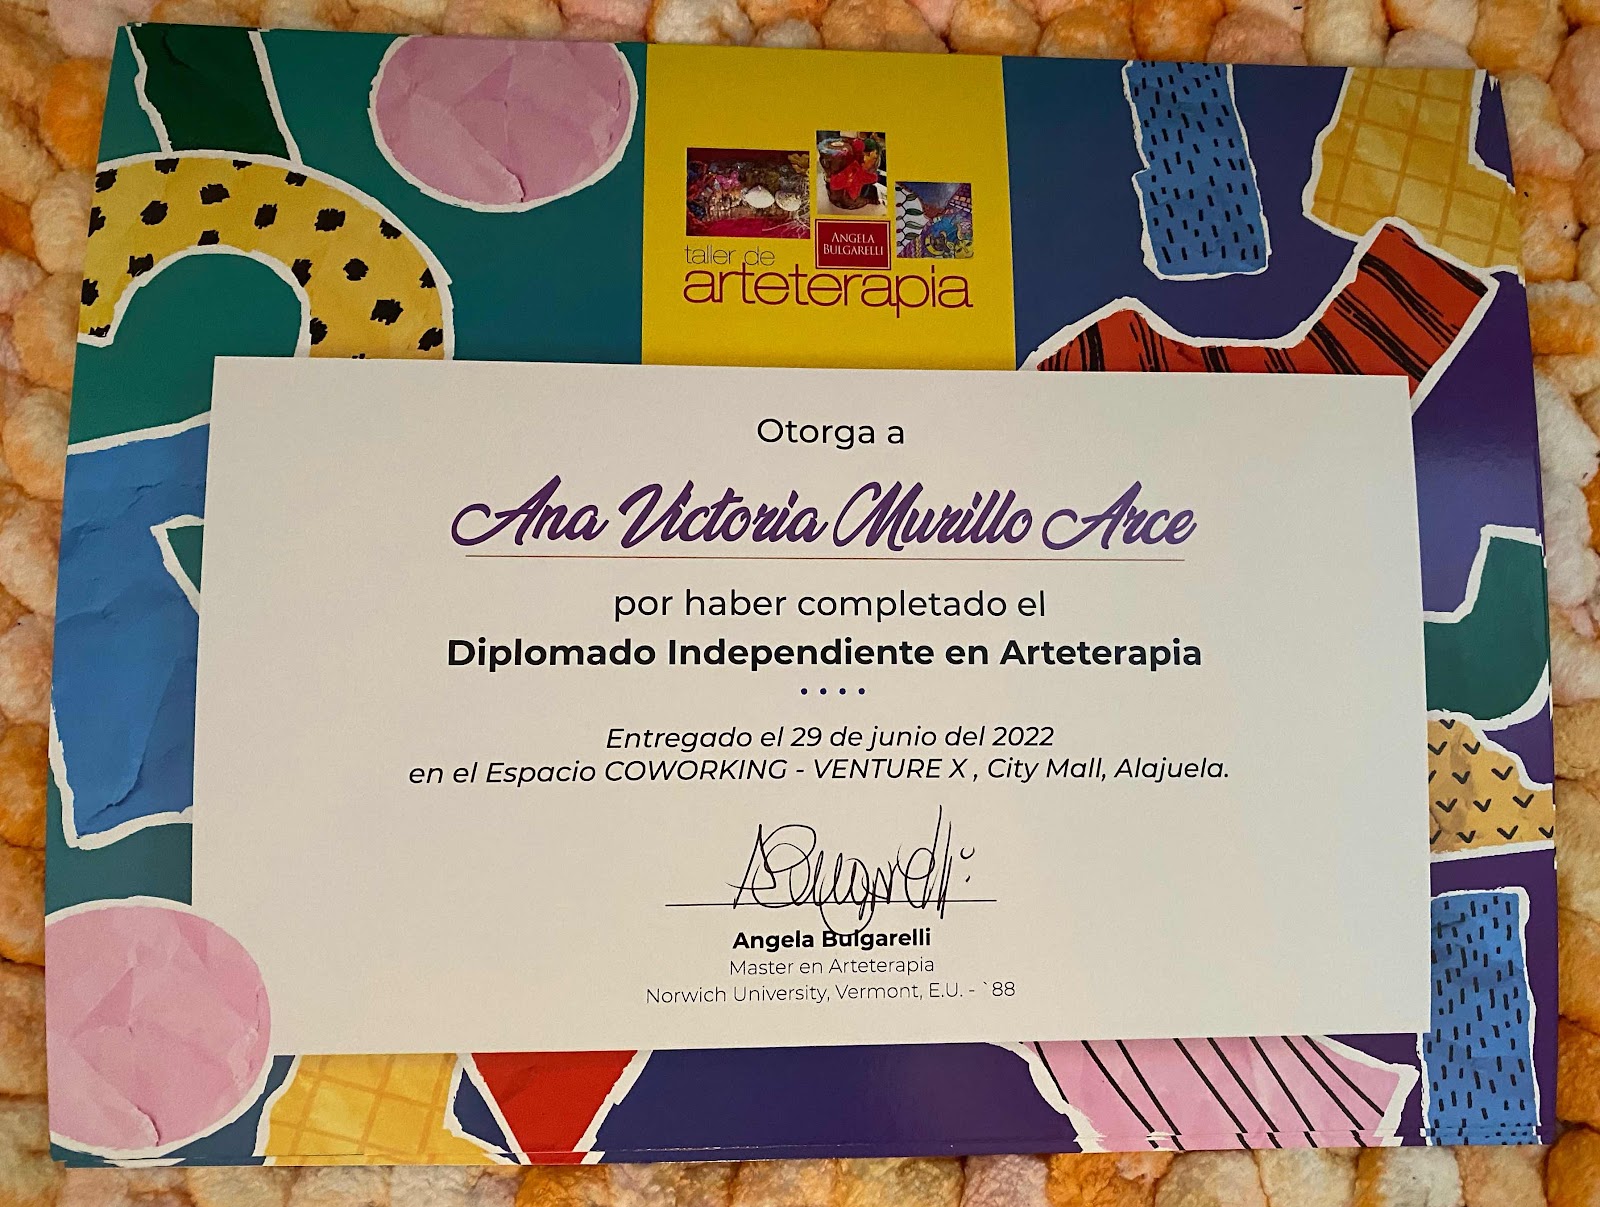 taller de
ANGELA
BULGARELLI
arteterapia
Otorga a
Ana Victoria Murillo Arce
por haber completado el
Diplomado Independiente en Arteterapia
Entregado el 29 de junio del 2022
en el Espacio COWORKING - VENTURE X , City Mall, Alajuela.
ABulgarelli
Angela Bulgarelli
Master en Arteterapia
Norwich University, Vermont, E.U. - `88